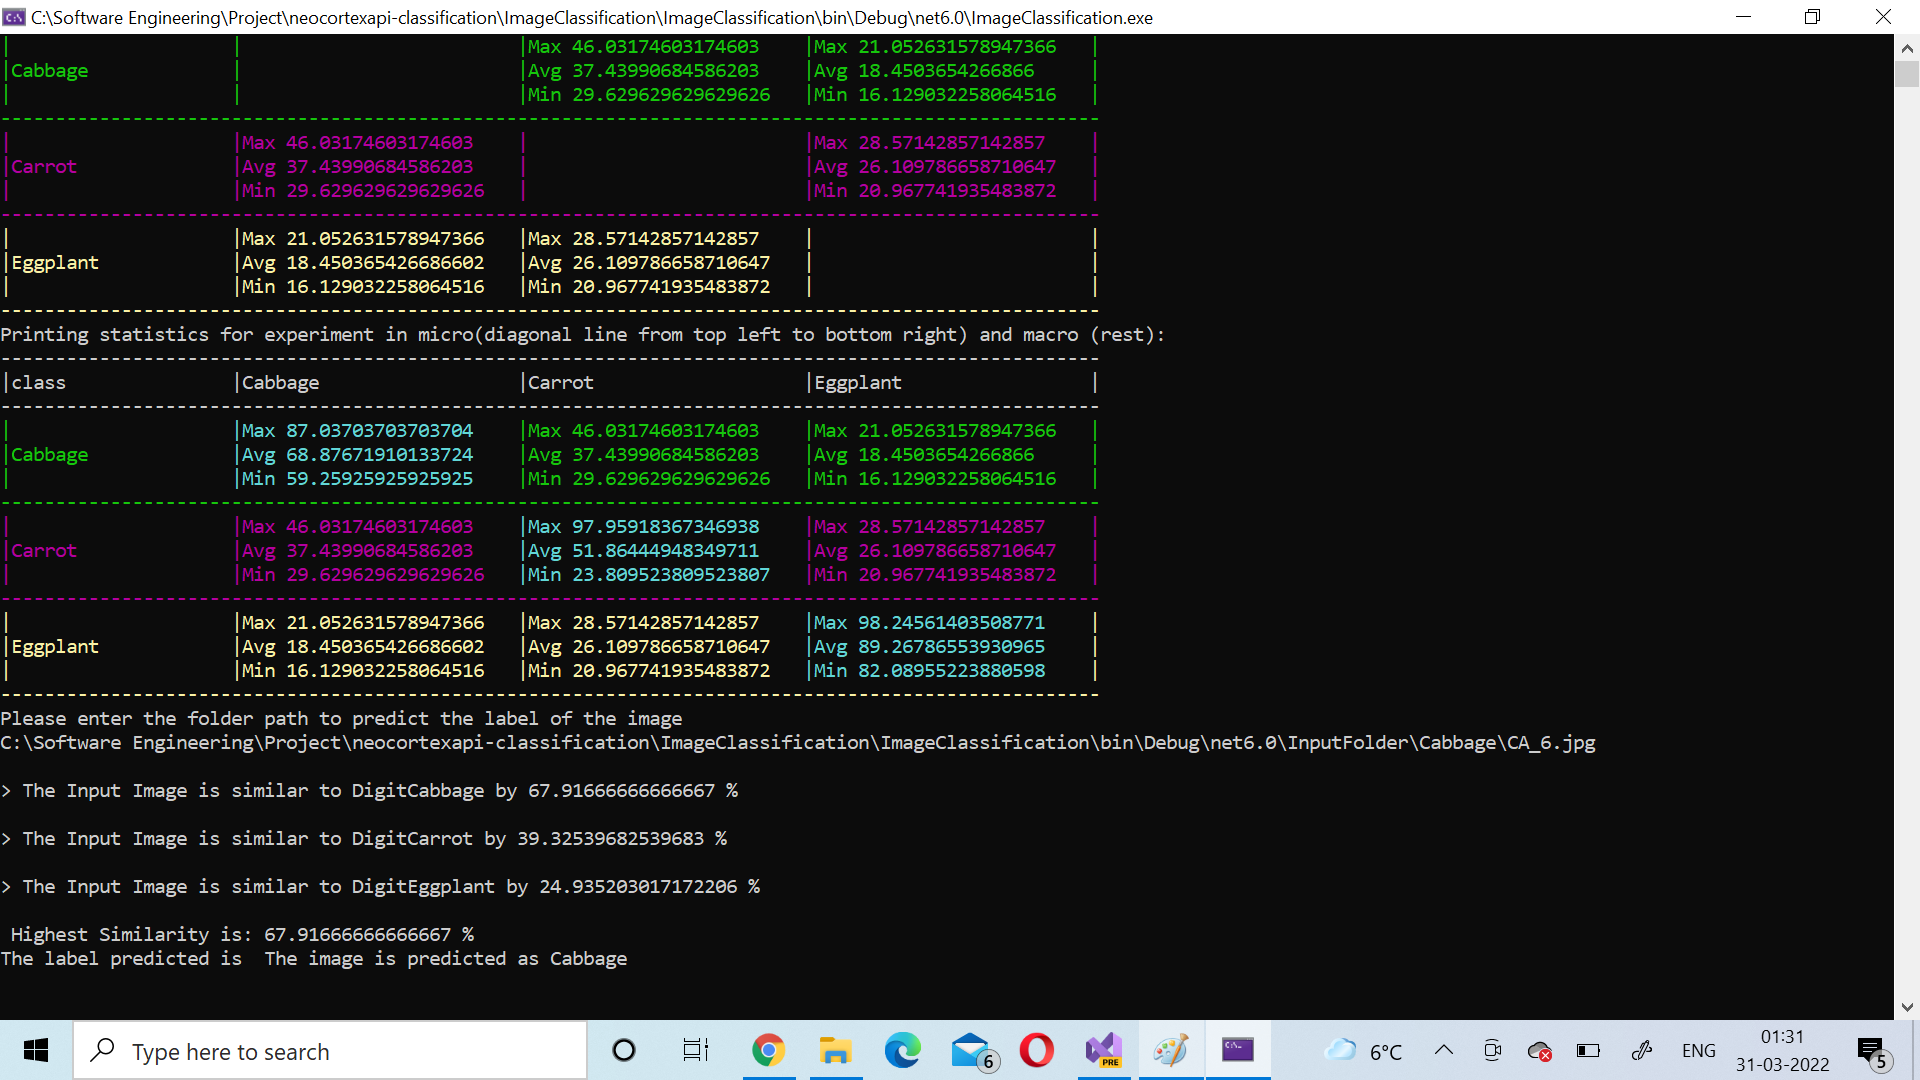 C:\Software Engineering\Project\neocortexapi-classification\ImageClassification\ImageClassification\bin\Debug\net6.0\ImageClassification.exe
| | |Max 46.03174603174603 |Max 21.052631578947366 |
|Cabbage | |Avg 37.43990684586203 |Avg 18.4503654266866 |
| | |Min 29.629629629629626 |Min 16.129032258064516 |
----------------------------------------------------------------------------------------------------
| |Max 46.03174603174603 | |Max 28.571428571428​57 |
|Carrot |Avg 37.43990684586203 | |Avg 26.109786658710647 |
| |Min 29.629629629629626 | |Min 20.967741935483872 |
----------------------------------------------------------------------------------------------------
| |Max 21.052631578947366 |Max 28.57142857142857 | |
|Eggplant |Avg 18.450365426686602 |Avg 26.109786658710647 | |
| |Min 16.129032258064516 |Min 20.967741935483872 | |
----------------------------------------------------------------------------------------------------
Printing statistics for experiment in micro(diagonal line from top left to bottom right) and macro (rest):
----------------------------------------------------------------------------------------------------
|class |Cabbage |Carrot |Eggplant |
----------------------------------------------------------------------------------------------------
| |Max 87.03703703703704 |Max 46.03174603174603 |Max 21.052631578947366 |
|Cabbage |Avg 68.87671910133724 |Avg 37.43990684586203 |Avg 18.4503654266866 |
| |Min 59.25925925925925 |Min 29.629629629629626 |Min 16.129032258064516 |
----------------------------------------------------------------------------------------------------
| |Max 46.03174603174603 |Max 97.95918367346938 |Max 28.57142857142857 |
|Carrot |Avg 37.43990684586203 |Avg 51.86444948349711 |Avg 26.109786658710647 |
| |Min 29.629629629629626 |Min 23.809523809523807 |Min 20.967741935483872 |
----------------------------------------------------------------------------------------------------
| |Max 21.052631578947366 |Max 28.57142857142857 |Max 98.24561403508771 |
|Eggplant |Avg 18.450365426686602 |Avg 26.109786658710647 |Avg 89.26786553930965 |
| |Min 16.129032258064516 |Min 20.967741935483872 |Min 82.08955223880598 |
----------------------------------------------------------------------------------------------------
Please enter the folder path to predict the label of the image
C:\Software Engineering\Project\neocortexapi-classification\ImageClassification\ImageClassification\bin\Debug\net6.0\InputFolder\Cabbage\CA_6.jpg
> The Input Image is similar to DigitCabbage by 67.91666666666667 %
> The Input Image is similar to DigitCarrot by 39.32539682539683 %
> The Input Image is similar to DigitEggplant by 24.935203017172206 %
Highest Similarity is: 67.91666666666667 %
The label predicted is  The image is predicted as Cabbage
Type here to search
6
PRE
6°C
ENG
01:31
31-03-2022
5